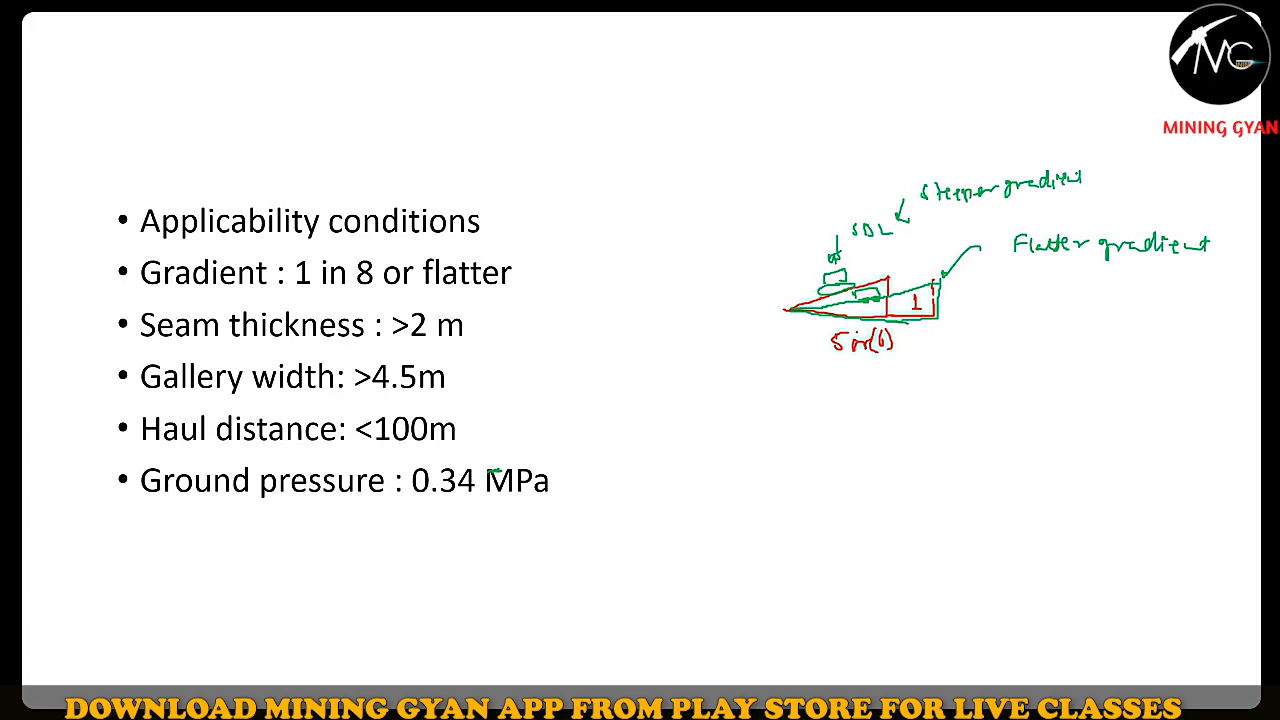 MG
MINING GYAN
• Applicability conditions
• Gradient : 1 in 8 or flatter
• Seam thickness : >2 m
• Gallery width: >4.5m
• Haul distance: <100m
• Ground pressure : 0.34 MPa
Steeper gradient
SDL
Flatter gradient
1
DOWNLOAD MINING GYAN APP FROM PLAY STORE FOR LIVE CLASSES